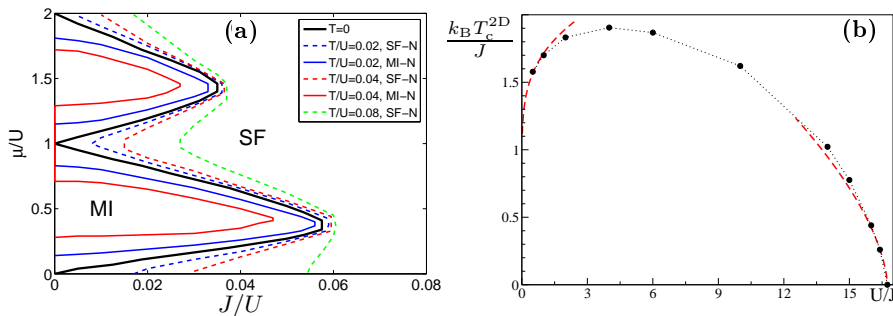 (a)
T=0
T/U=0.02, SF-N
T/U=0.02, MI-N
T/U=0.04, SF-N
T/U=0.04, MI-N
T/U=0.08, SF-N
SF
MI
2
1.5
1
0.5
0
μ/U
0
0.02
0.04
0.06
0.08
J/U
(b)
k_B T_c^2D
J
1.5
1
0.5
0
0
3
6
9
12
15
U/J